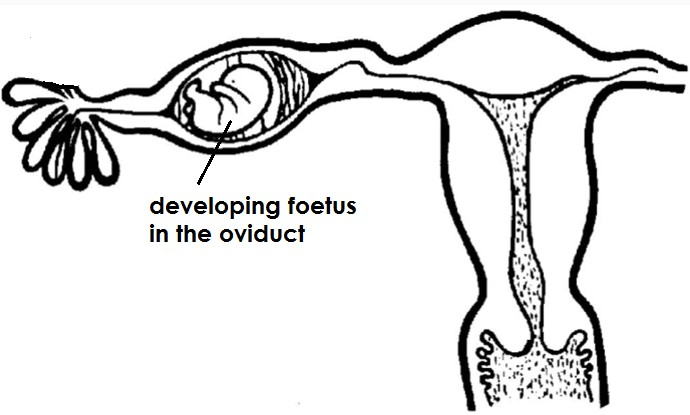 developing foetus
in the oviduct